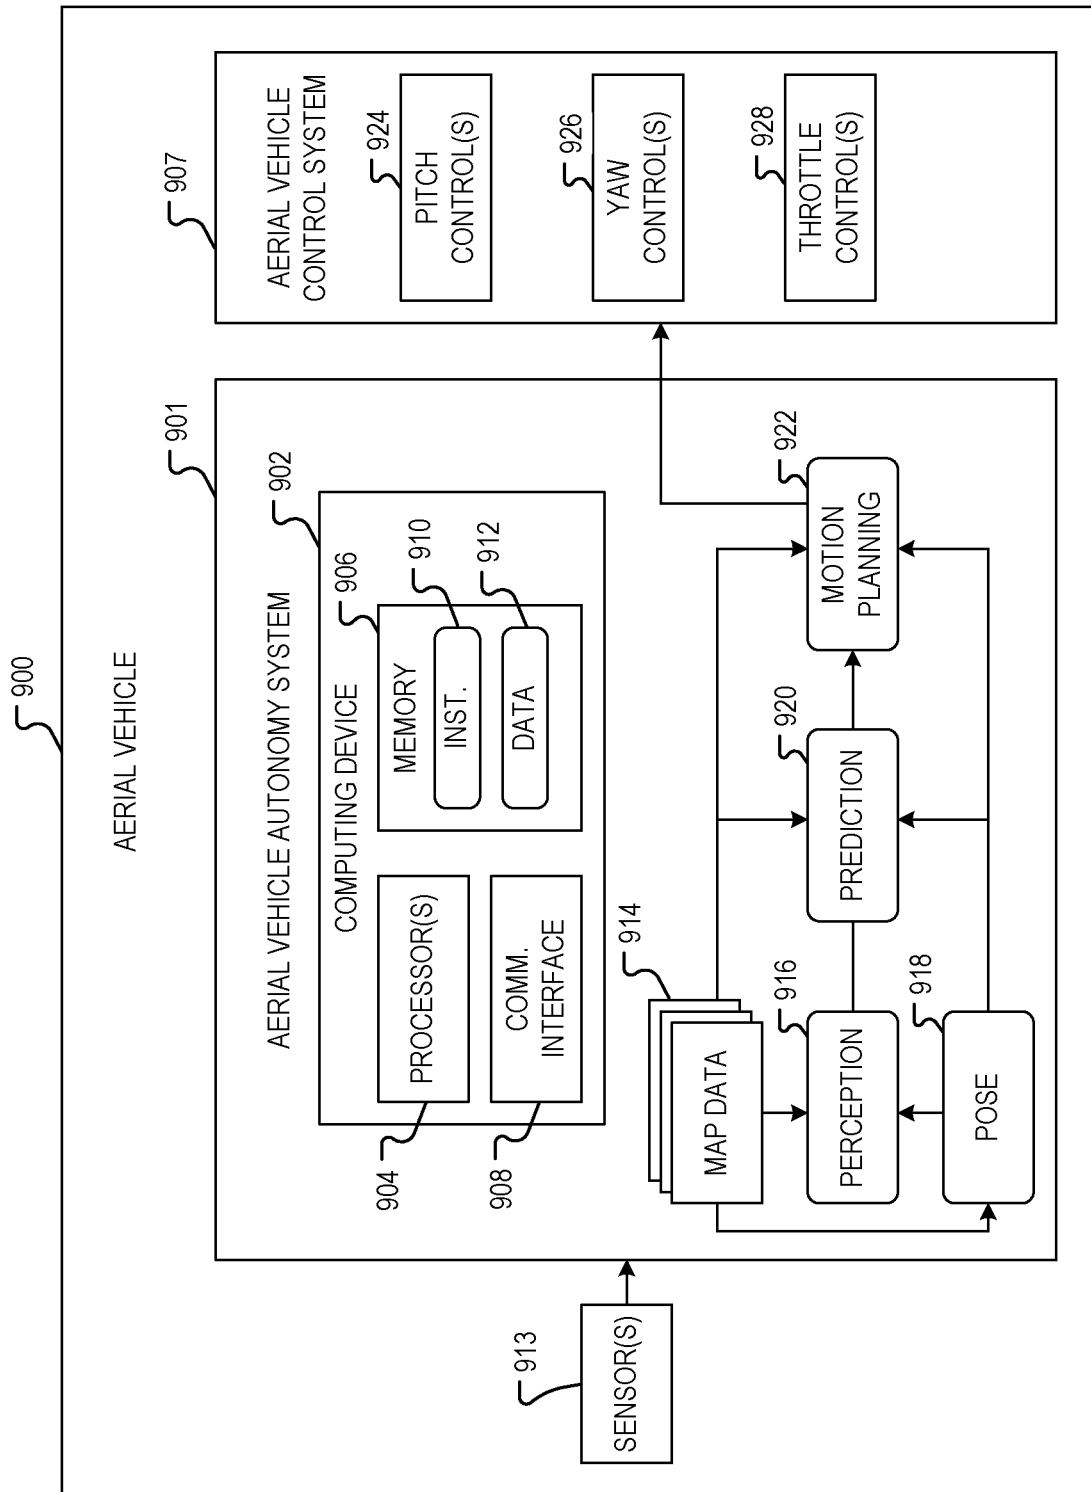 900
AERIAL VEHICLE
901
AERIAL VEHICLE AUTONOMY SYSTEM
902
COMPUTING DEVICE
904
PROCESSOR(S)
908
COMM.
INTERFACE
906
MEMORY
910
INST.
912
DATA
913
SENSOR(S)
914
MAP DATA
916
PERCEPTION
918
POSE
920
PREDICTION
922
MOTION
PLANNING
907
AERIAL VEHICLE
CONTROL SYSTEM
924
PITCH
CONTROL(S)
926
YAW
CONTROL(S)
928
THROTTLE
CONTROL(S)